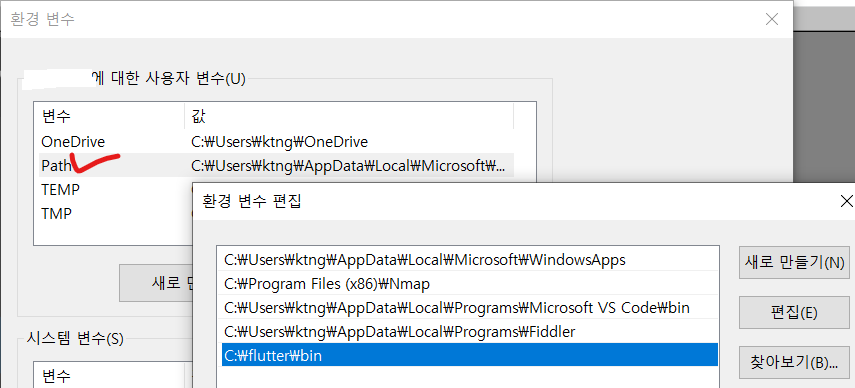 환경 변수
에 대한 사용자 변수(U)
변수 값
OneDrive C:₩Users₩ktng₩OneDrive
Path C:₩Users₩ktng₩AppData₩Local₩Microsoft₩...
TEMP
TMP
새로
시스템 변수(S)
변수
환경 변수 편집
C:₩Users₩ktng₩AppData₩Local₩Microsoft₩WindowsApps
C:₩Program Files (x86)₩Nmap
C:₩Users₩ktng₩AppData₩Local₩Programs₩Microsoft VS Code₩bin
C:₩Users₩ktng₩AppData₩Local₩Programs₩Fiddler
C:₩flutter₩bin
새로 만들기(N)
편집(E)
찾아보기(B)...